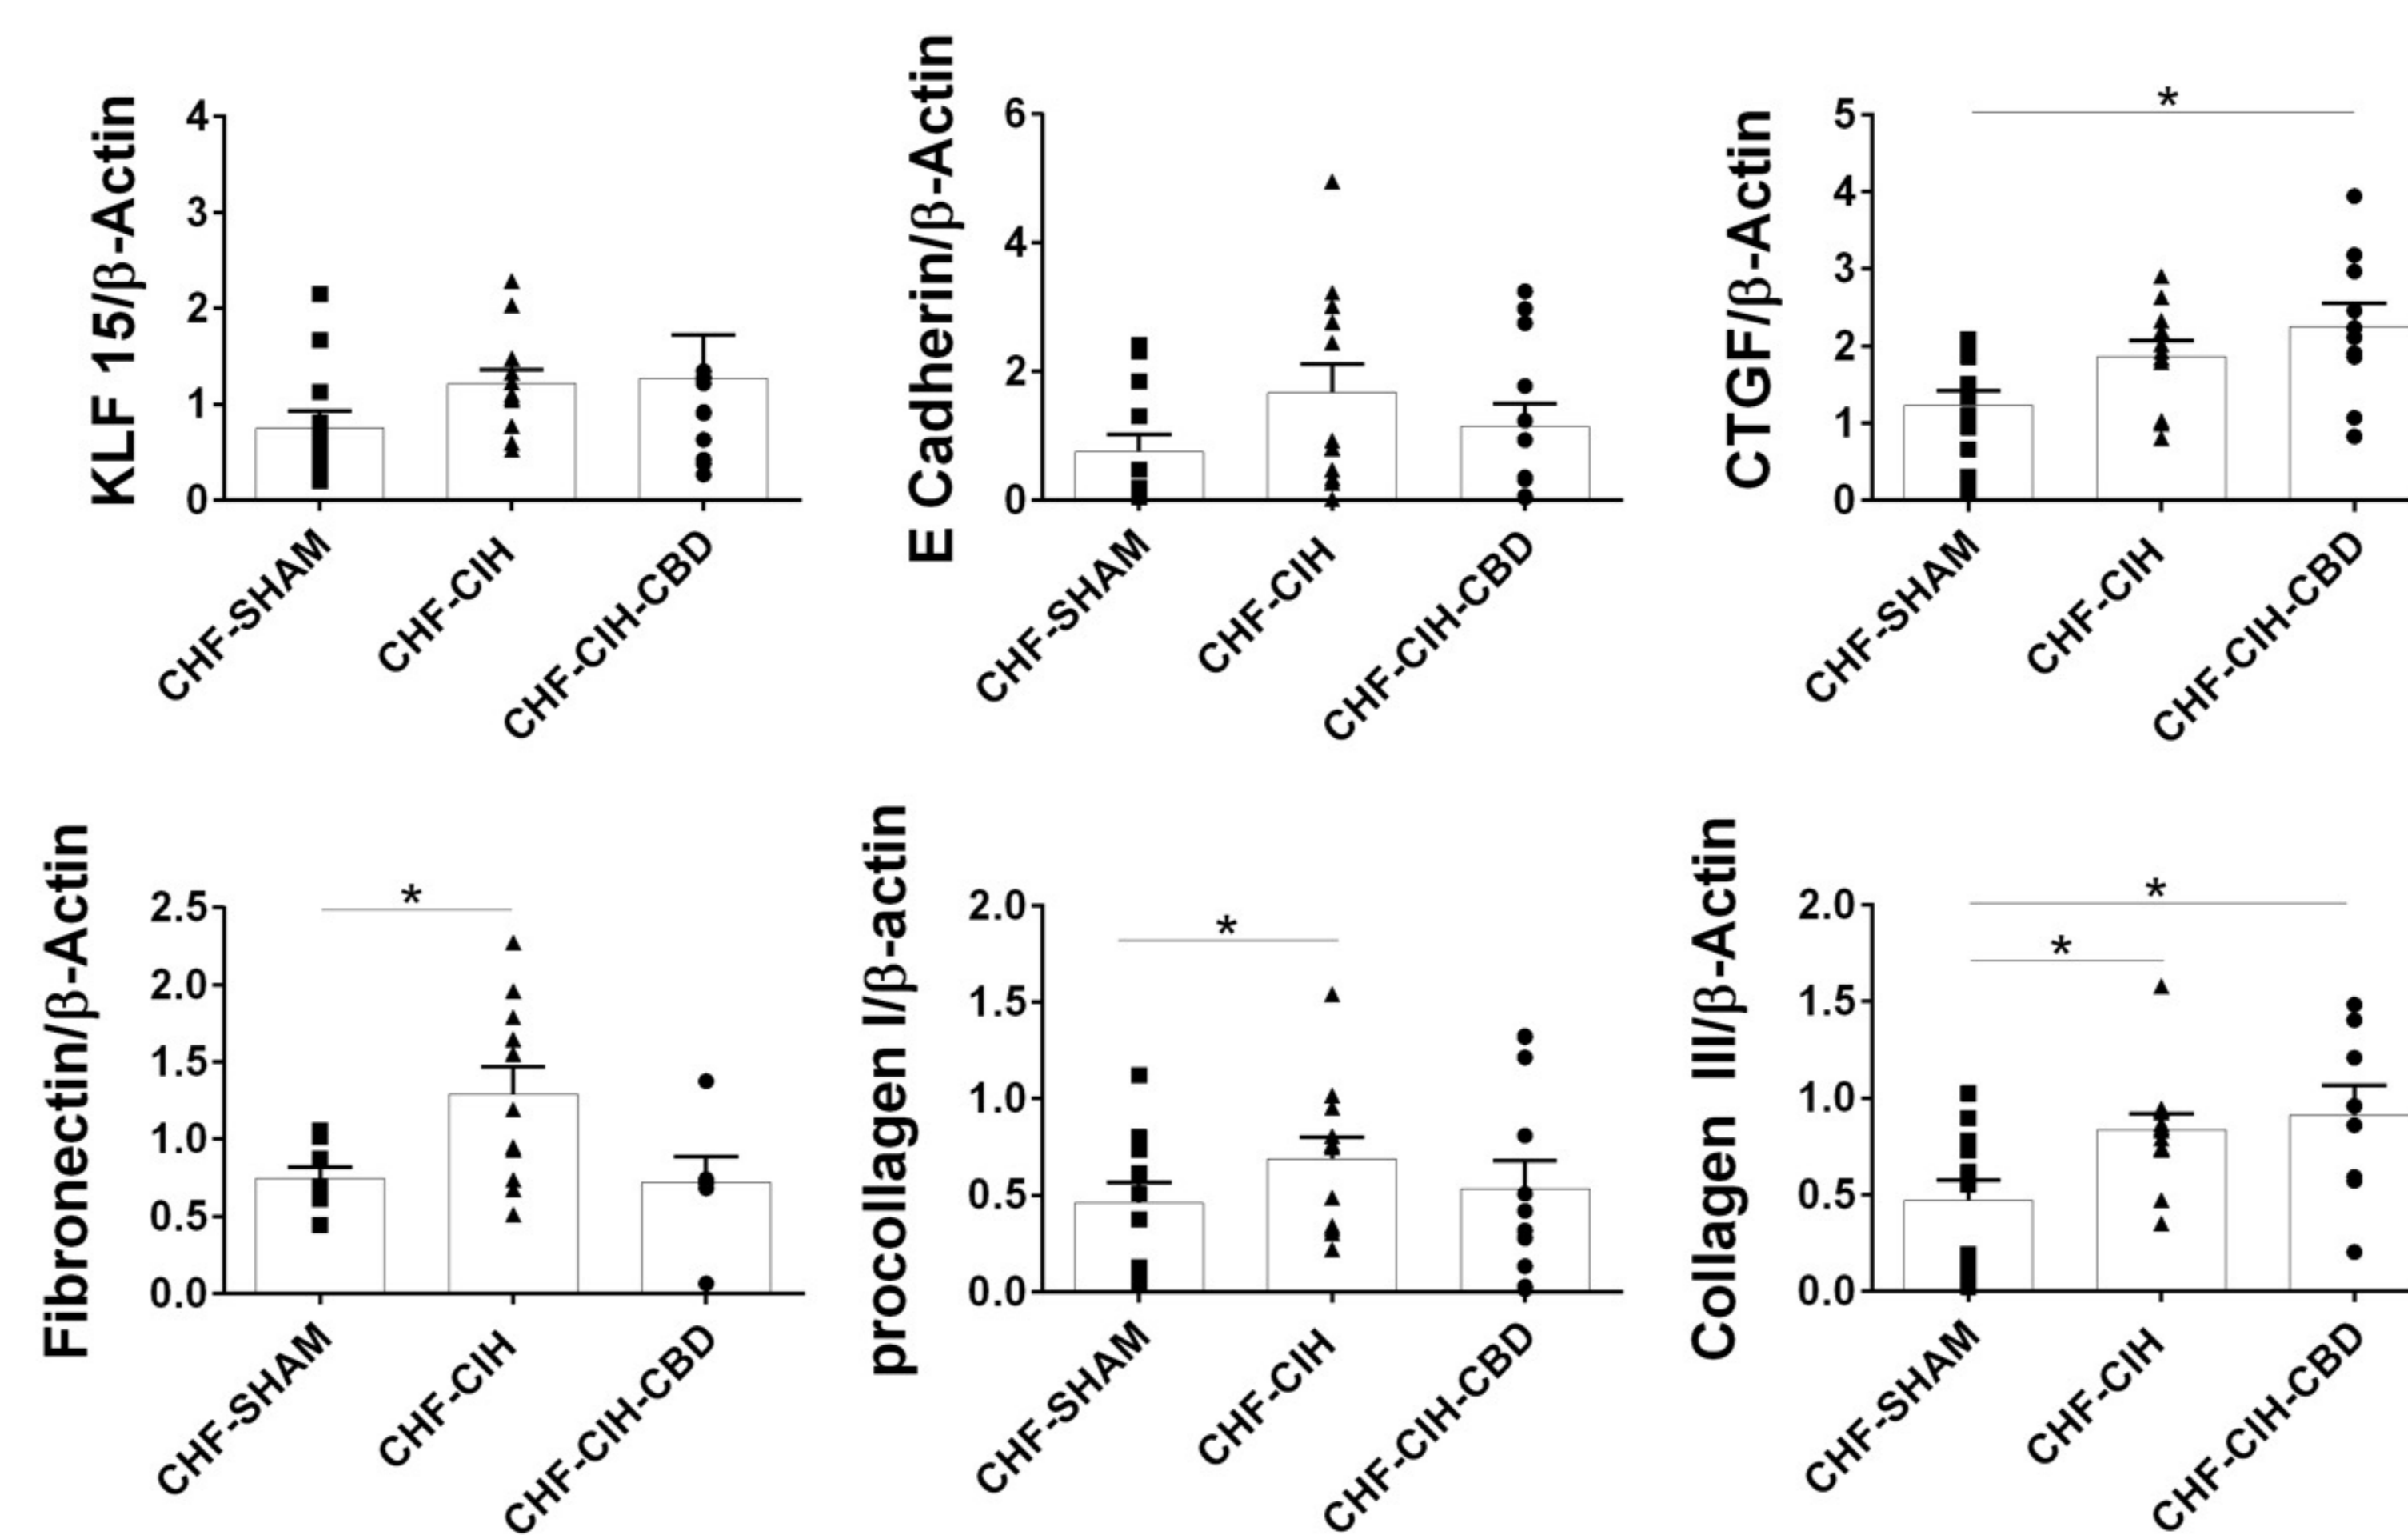 KLF 15/β-Actin
4
3
2
1
0
CHF-SHAM
CHF-CIH
CHF-CIH-CBD
E Cadherin/β-Actin
6
4
2
0
CHF-SHAM
CHF-CIH
CHF-CIH-CBD
CTGF/β-Actin
*
5
4
3
2
1
0
CHF-SHAM
CHF-CIH
CHF-CIH-CBD
Fibronectin/β-Actin
*
2.5
2.0
1.5
1.0
0.5
0.0
CHF-SHAM
CHF-CIH
CHF-CIH-CBD
procollagen I/β-actin
*
2.0
1.5
1.0
0.5
0.0
CHF-SHAM
CHF-CIH
CHF-CIH-CBD
Collagen III/β-Actin
*
*
2.0
1.5
1.0
0.5
0.0
CHF-SHAM
CHF-CIH
CHF-CIH-CBD